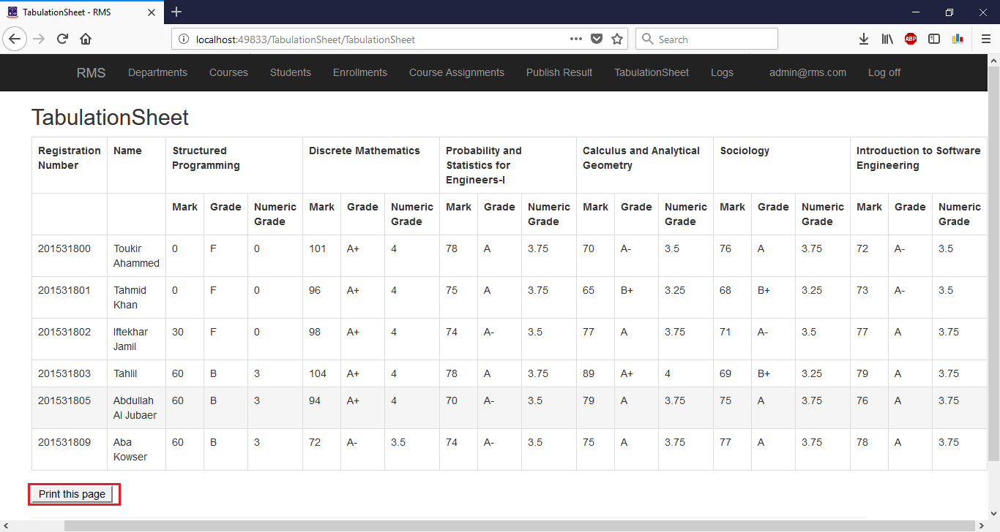 TabulationSheet - RMS
localhost:49833/TabulationSheet/TabulationSheet
Search
ABP
RMS Departments Courses Students Enrollments Course Assignments Publish Result TabulationSheet Logs admin@rms.com Log off
TabulationSheet
Registration Name Structured Discrete Mathematics Probability and Calculus and Analytical Sociology Introduction to Software
Number Programming Statistics for Geometry Engineering
Engineers-I
Mark Grade Numeric Mark Grade Numeric Mark Grade Numeric Mark Grade Numeric Mark Grade Numeric Mark Grade Numeric
Grade Grade Grade Grade Grade Grade
201531800 Toukir 0 F 0 101 A+ 4 78 A 3.75 70 A- 3.5 76 A 3.75 72 A- 3.5
Ahammed
201531801 Tahmid 0 F 0 96 A+ 4 75 A 3.75 65 B+ 3.25 68 B+ 3.25 73 A- 3.5
Khan
201531802 Iftekhar 30 F 0 98 A+ 4 74 A- 3.5 77 A 3.75 71 A- 3.5 77 A 3.75
Jamil
201531803 Tahlil 60 B 3 104 A+ 4 78 A 3.75 89 A+ 4 69 B+ 3.25 79 A 3.75
201531805 Abdullah 60 B 3 94 A+ 4 70 A- 3.5 79 A 3.75 75 A 3.75 76 A 3.75
Al Jubaer
201531809 Aba 60 B 3 72 A- 3.5 74 A- 3.5 75 A 3.75 77 A 3.75 78 A 3.75
Kowser
Print this page